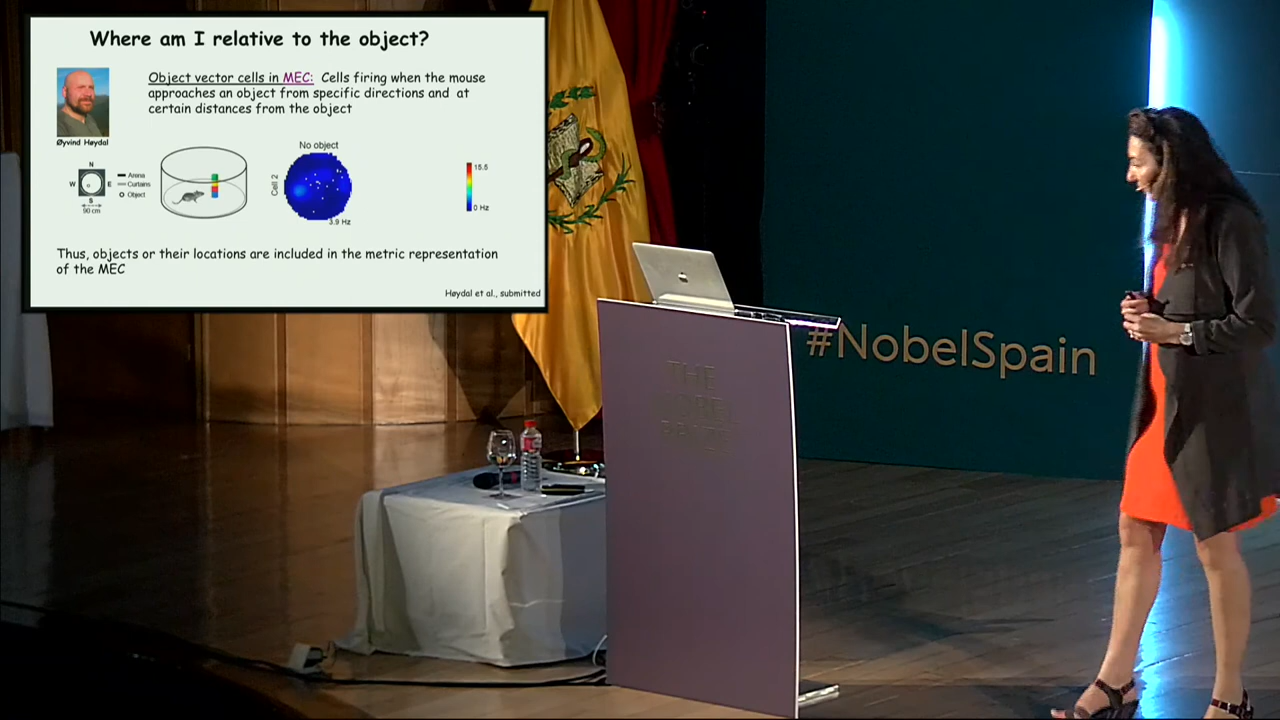 Where am I relative to the object?
Object vector cells in MEC: Cells firing when the mouse
approaches an object from specific directions and at
certain distances from the object
Øyvind Høydal
No object
N
W
E
S
90 cm
Arena
Curtains
Object
Cell 2
3.9 Hz
15.5
0 Hz
Thus, objects or their locations are included in the metric representation
of the MEC
Høydal et al., submitted
#NobelSpain
THE
NOBEL
PRIZE